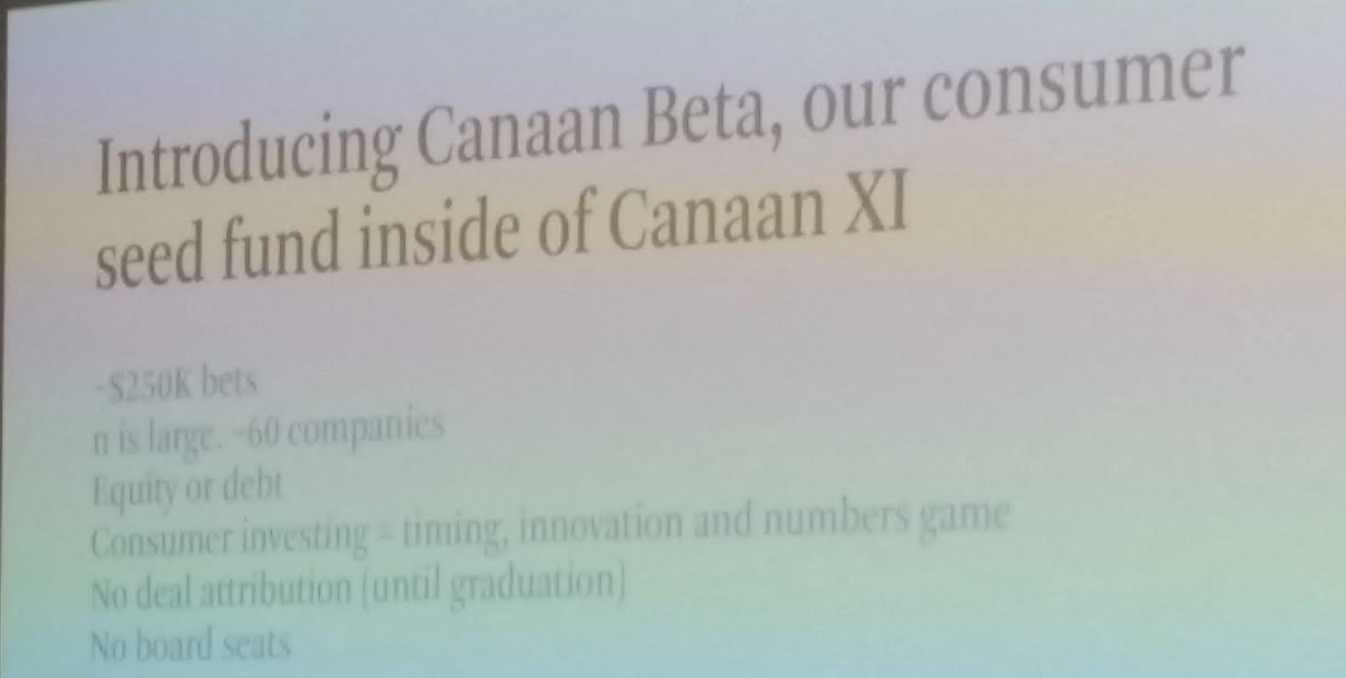 Introducing Canaan Beta, our consumer
seed fund inside of Canaan XI
~$250K bets
n is large. ~60 companies
Equity or debt
Consumer investing = timing, innovation and numbers game
No deal attribution (until graduation)
No board seats